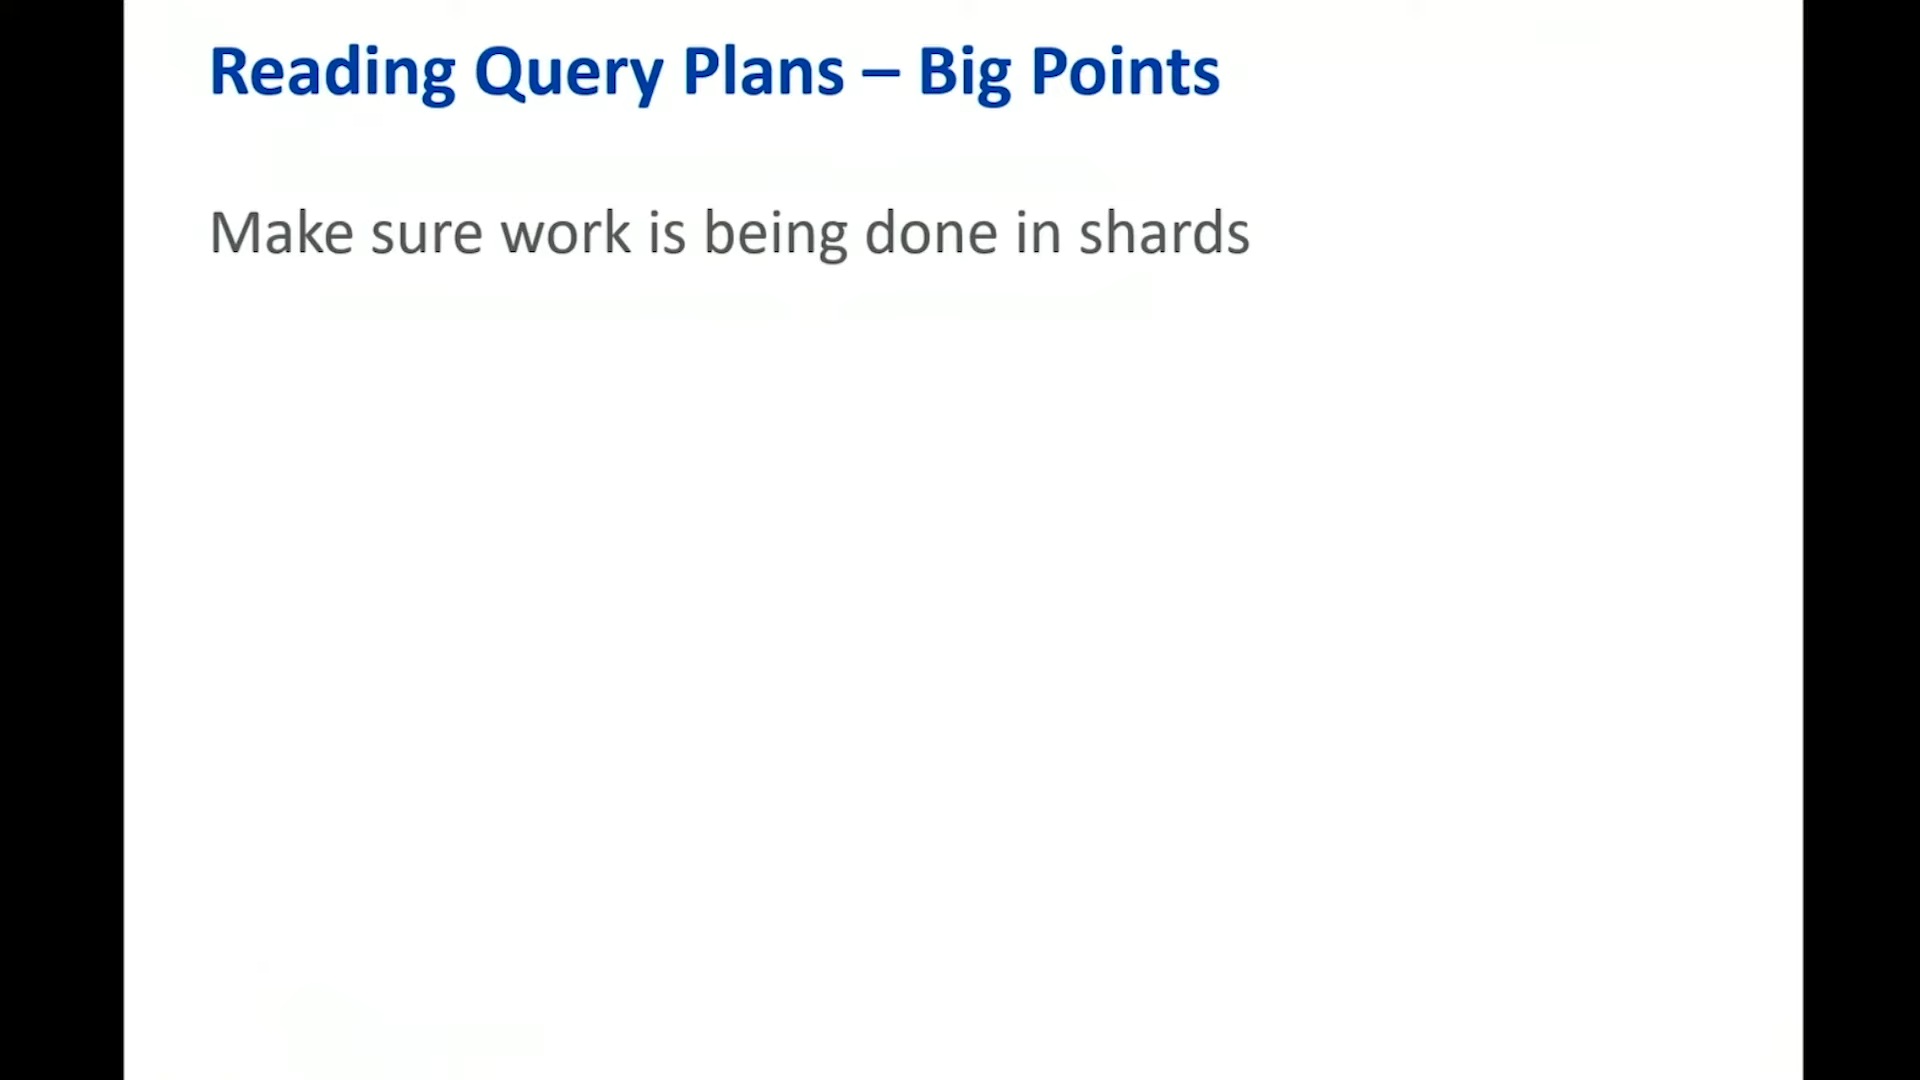 Reading Query Plans – Big Points
Make sure work is being done in shards